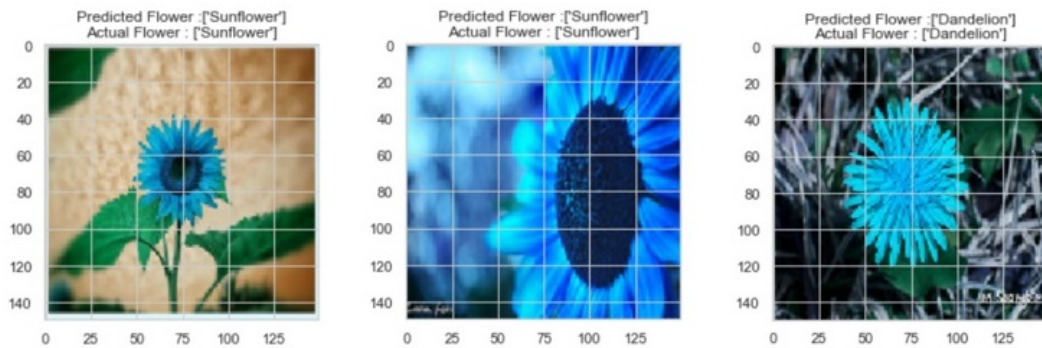 Predicted Flower :['Sunflower']
Actual Flower : ['Sunflower']
0
20
40
60
80
100
120
140
0 25 50 75 100 125
Predicted Flower :['Sunflower']
Actual Flower : ['Sunflower']
0
20
40
60
80
100
120
140
0 25 50 75 100 125
Predicted Flower :['Dandelion']
Actual Flower : ['Dandelion']
0
20
40
60
80
100
120
140
0 25 50 75 100 125